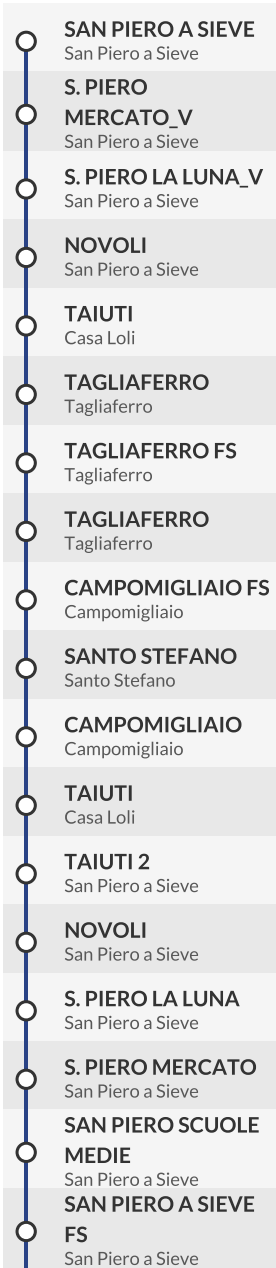 SAN PIERO A SIEVE
San Piero a Sieve
S. PIERO
MERCATO_V
San Piero a Sieve
S. PIERO LA LUNA_V
San Piero a Sieve
NOVOLI
San Piero a Sieve
TAIUTI
Casa Loli
TAGLIAFERRO
Tagliaferro
TAGLIAFERRO FS
Tagliaferro
TAGLIAFERRO
Tagliaferro
CAMPOMIGLIAIO FS
Campomigliaio
SANTO STEFANO
Santo Stefano
CAMPOMIGLIAIO
Campomigliaio
TAIUTI
Casa Loli
TAIUTI 2
San Piero a Sieve
NOVOLI
San Piero a Sieve
S. PIERO LA LUNA
San Piero a Sieve
S. PIERO MERCATO
San Piero a Sieve
SAN PIERO SCUOLE
MEDIE
San Piero a Sieve
SAN PIERO A SIEVE
FS
San Piero a Sieve